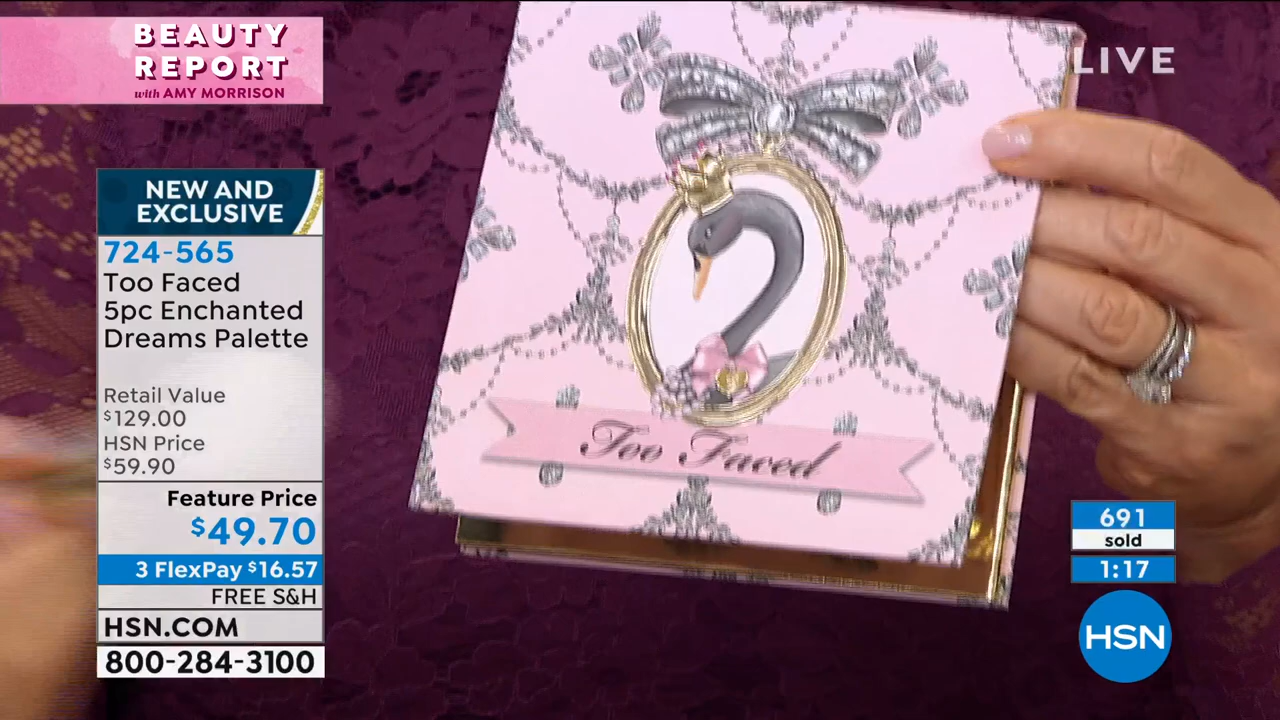 BEAUTY
REPORT
with AMY MORRISON
LIVE
NEW AND
EXCLUSIVE
724-565
Too Faced
5pc Enchanted
Dreams Palette
Retail Value
$129.00
HSN Price
$59.90
Feature Price
$49.70
3 FlexPay $16.57
FREE S&H
HSN.COM
800-284-3100
Too Faced
691
sold
1:17
HSN